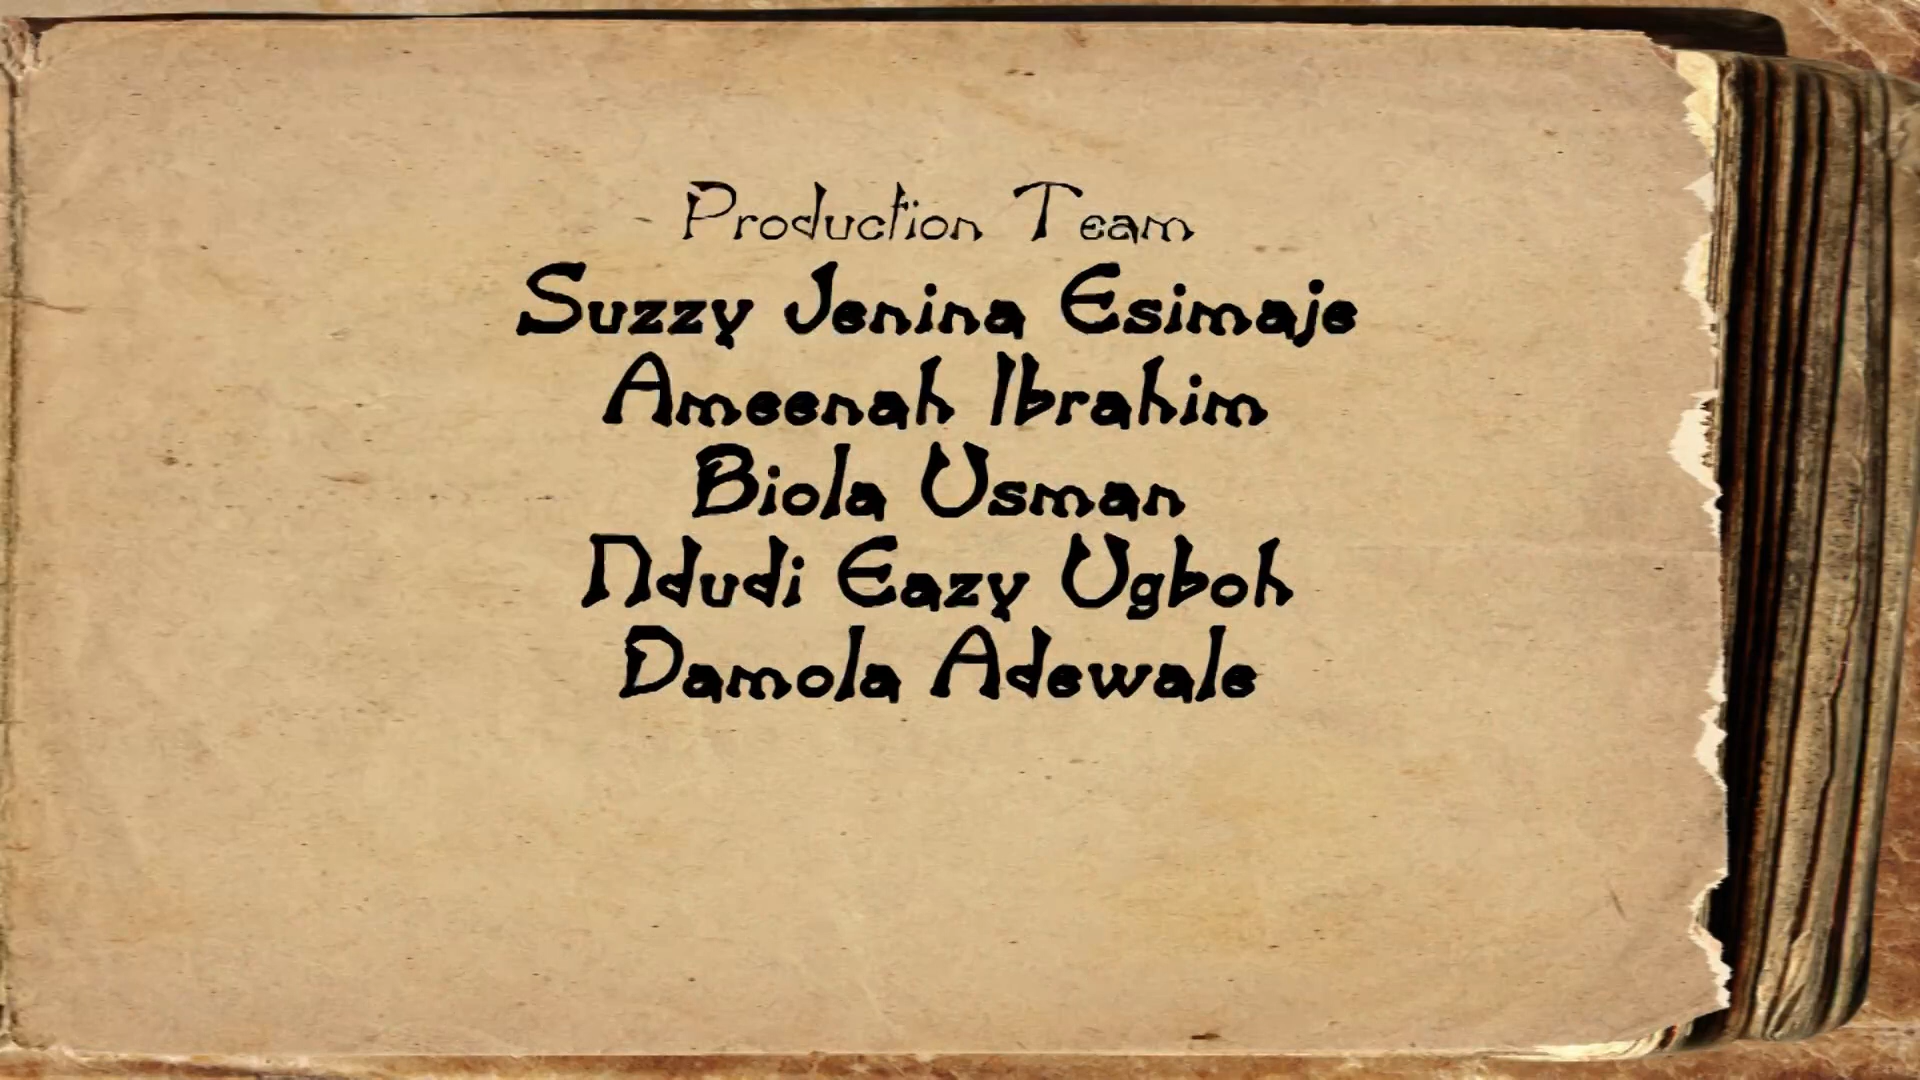 Production Team
Suzzy Jenina Esimaje
Ameenah Ibrahim
Biola Usman
Ndudi Eazy Ugboh
Damola Adewale